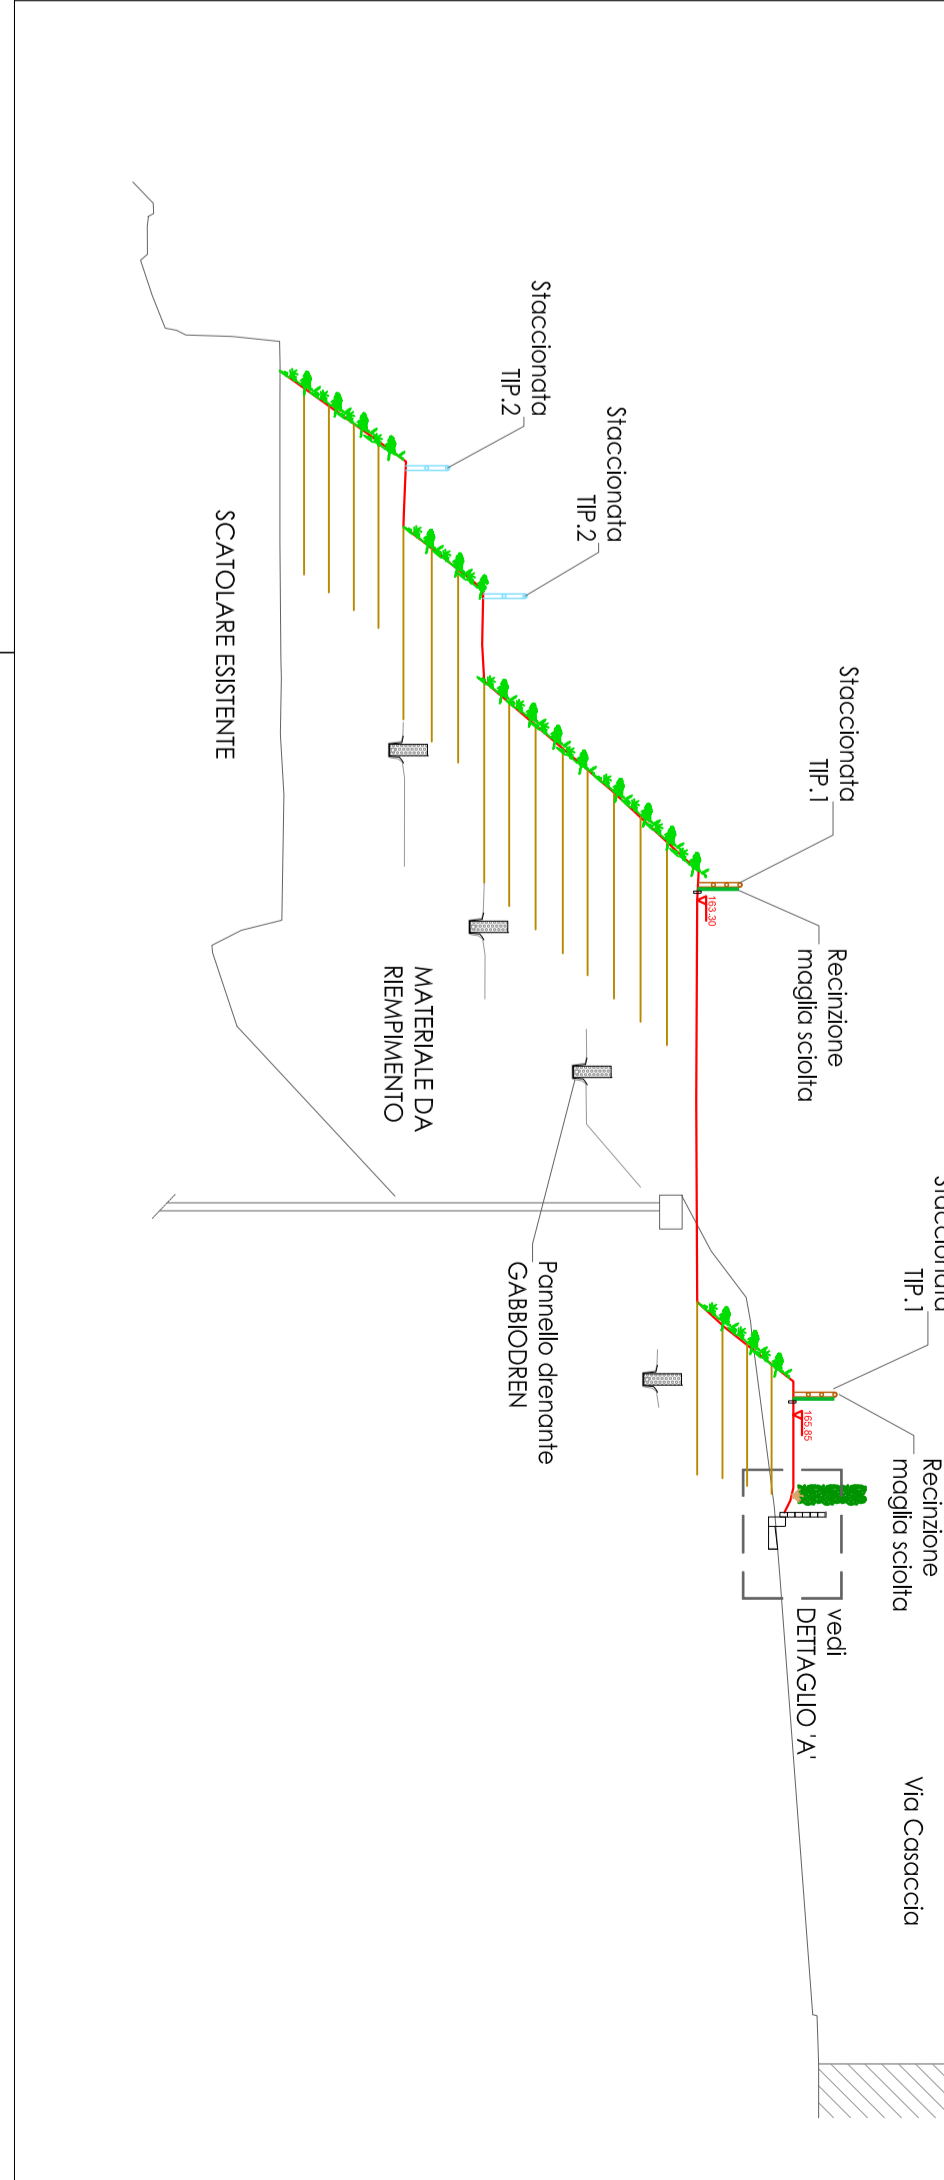 Staccionata
TIP.2
Staccionata
TIP.2
Staccionata
TIP.1
Recinzione
maglia sciolta
163.30
Staccionata
TIP.1
Recinzione
maglia sciolta
165.85
SCATOLARE ESISTENTE
MATERIALE DA
RIEMPIMENTO
Pannello drenante
GABBIODREN
vedi
DETTAGLIO 'A'
Via Casaccia